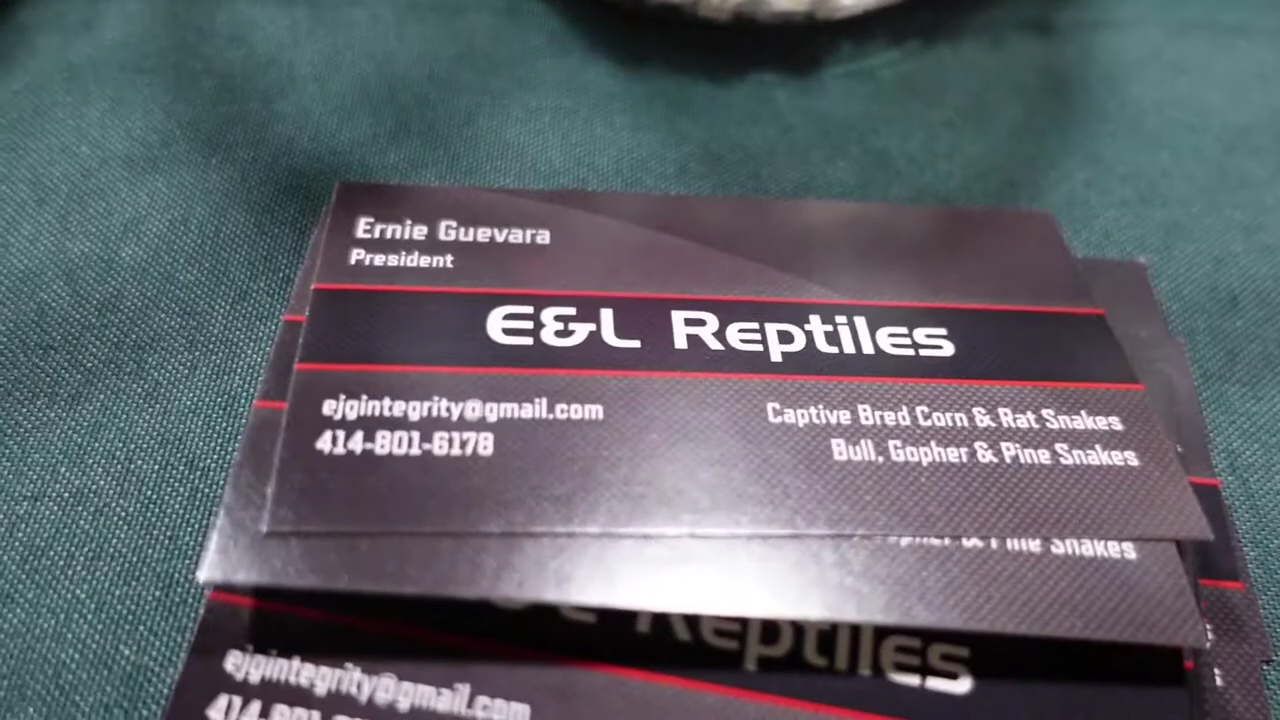 Ernie Guevara
President
E&L Reptiles
ejgintegrity@gmail.com
414-801-6178
Captive Bred Corn & Rat Snakes
Bull, Gopher & Pine Snakes
& Pine Snakes
Reptiles
ejgintegrity@gmail.com